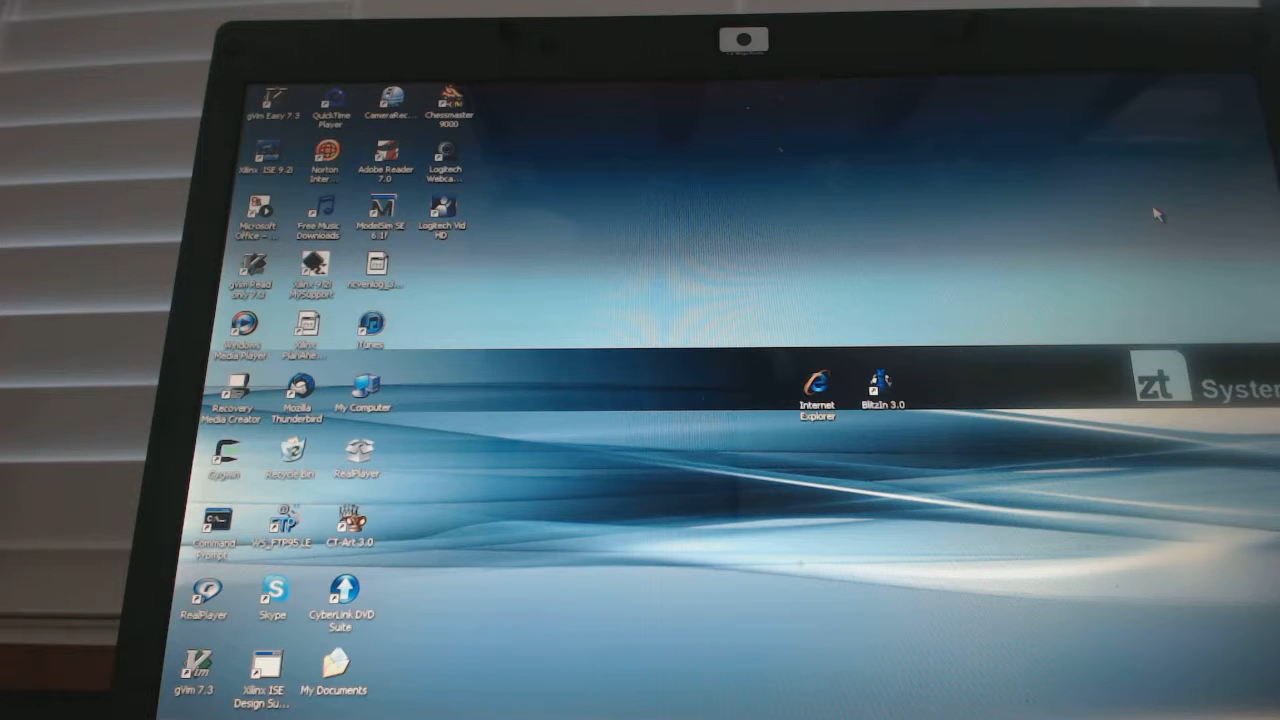 gVim Easy 7.3
QuickTime
Player
CameraRec...
Chessmaster
9000
Xilinx ISE 9.2i
Norton
Inter...
Adobe Reader
7.0
Logitech
Webca...
Microsoft
Office - ...
Free Music
Downloads
ModelSim SE
6.1f
Logitech Vid
HD
gVim Read
only 7.3
Xilinx 9.2i
MySupport
Windows
Media Player
Xilinx
PlanAhe...
iTunes
Recovery
Media Creator
Mozilla
Thunderbird
My Computer
Internet
Explorer
BlitzIn 3.0
zt System
Cygwin
Recycle Bin
RealPlayer
Command
Prompt
WS_FTP95 LE
CT-Art 3.0
RealPlayer
Skype
CyberLink DVD
Suite
gVim 7.3
Xilinx ISE
Design Su...
My Documents